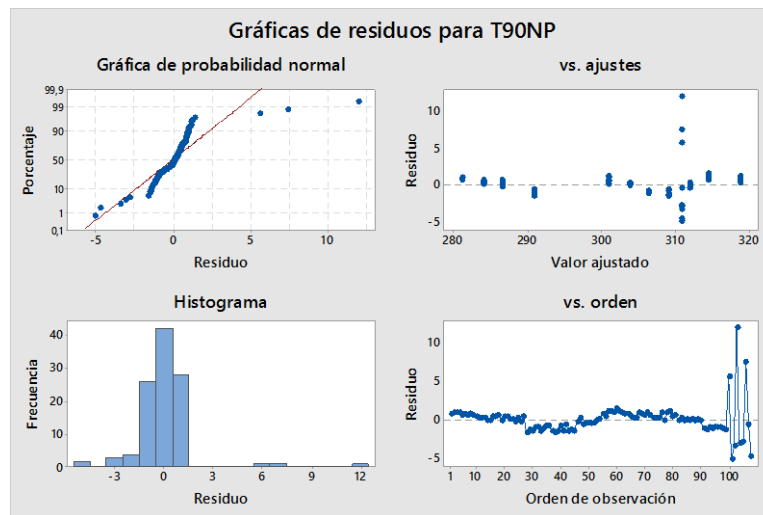 Gráficas de residuos para T90NP
Gráfica de probabilidad normal
Porcentaje
99,9
99
90
50
10
1
0,1
-5 0 5 10
Residuo
vs. ajustes
Residuo
10
5
0
-5
280 290 300 310 320
Valor ajustado
Histograma
Frecuencia
40
30
20
10
0
-3 0 3 6 9 12
Residuo
vs. orden
Residuo
10
5
0
-5
1 10 20 30 40 50 60 70 80 90 100
Orden de observación